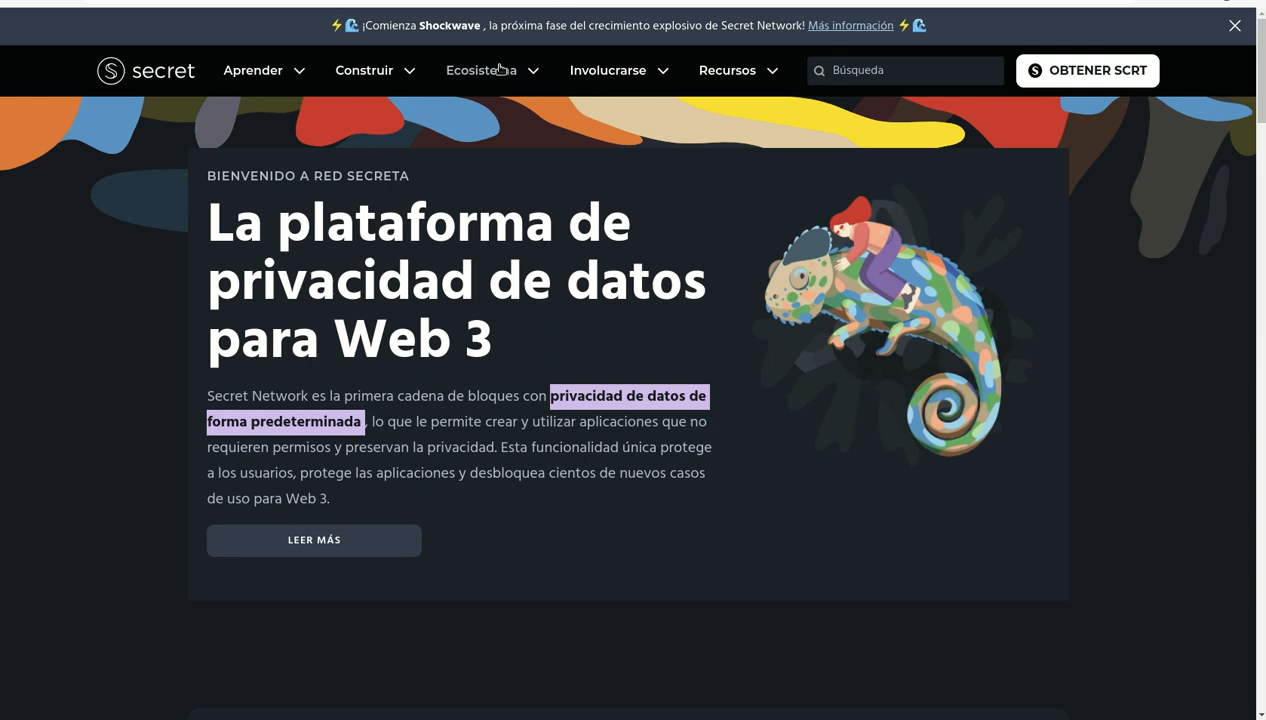 ⚡🌊 ¡Comienza Shockwave , la próxima fase del crecimiento explosivo de Secret Network! Más información ⚡🌊
secret
Aprender
Construir
Ecosistema
Involucrarse
Recursos
Búsqueda
OBTENER SCRT
BIENVENIDO A RED SECRETA
La plataforma de
privacidad de datos
para Web 3
Secret Network es la primera cadena de bloques con privacidad de datos de
forma predeterminada , lo que le permite crear y utilizar aplicaciones que no
requieren permisos y preservan la privacidad. Esta funcionalidad única protege
a los usuarios, protege las aplicaciones y desbloquea cientos de nuevos casos
de uso para Web 3.
LEER MÁS